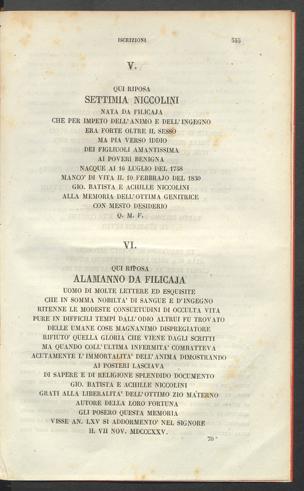 ISCRIZIONI 555
V.
QUI RIPOSA
SETTIMIA NICCOLINI
NATA DA FILICAJA
CHE PER IMPETO DELL'ANIMO E DELL'INGEGNO
ERA FORTE OLTRE IL SESSO
MA PIA VERSO IDDIO
DEI FIGLIUOLI AMANTISSIMA
AI POVERI BENIGNA
NACQUE AI 16 LUGLIO DEL 1758
MANCO' DI VITA IL 10 FEBBRAJO DEL 1830
GIO. BATISTA E ACHILLE NICCOLINI
ALLA MEMORIA DELL'OTTIMA GENITRICE
CON MESTO DESIDERIO
Q. M. F.
VI.
QUI RIPOSA
ALAMANNO DA FILICAJA
UOMO DI MOLTE LETTERE ED ESQUISITE
CHE IN SOMMA NOBILTA' DI SANGUE E D'INGEGNO
RITENNE LE MODESTE CONSUETUDINI DI OCCULTA VITA
PURE IN DIFFICILI TEMPI DALL'ODIO ALTRUI FU TROVATO
DELLE UMANE COSE MAGNANIMO DISPREGIATORE
RIFIUTO' QUELLA GLORIA CHE VIENE DAGLI SCRITTI
MA QUANDO COLL'ULTIMA INFERMITA' COMBATTEVA
ACUTAMENTE L'IMMORTALITA' DELL'ANIMA DIMOSTRANDO
AI POSTERI LASCIAVA
DI SAPERE E DI RELIGIONE SPLENDIDO DOCUMENTO
GIO. BATISTA E ACHILLE NICCOLINI
GRATI ALLA LIBERALITA' DELL'OTTIMO ZIO MATERNO
AUTORE DELLA LORO FORTUNA
GLI POSERO QUESTA MEMORIA
VISSE AN. LXV SI ADDORMENTO' NEL SIGNORE
IL VII NOV. MDCCCXXV.
70*